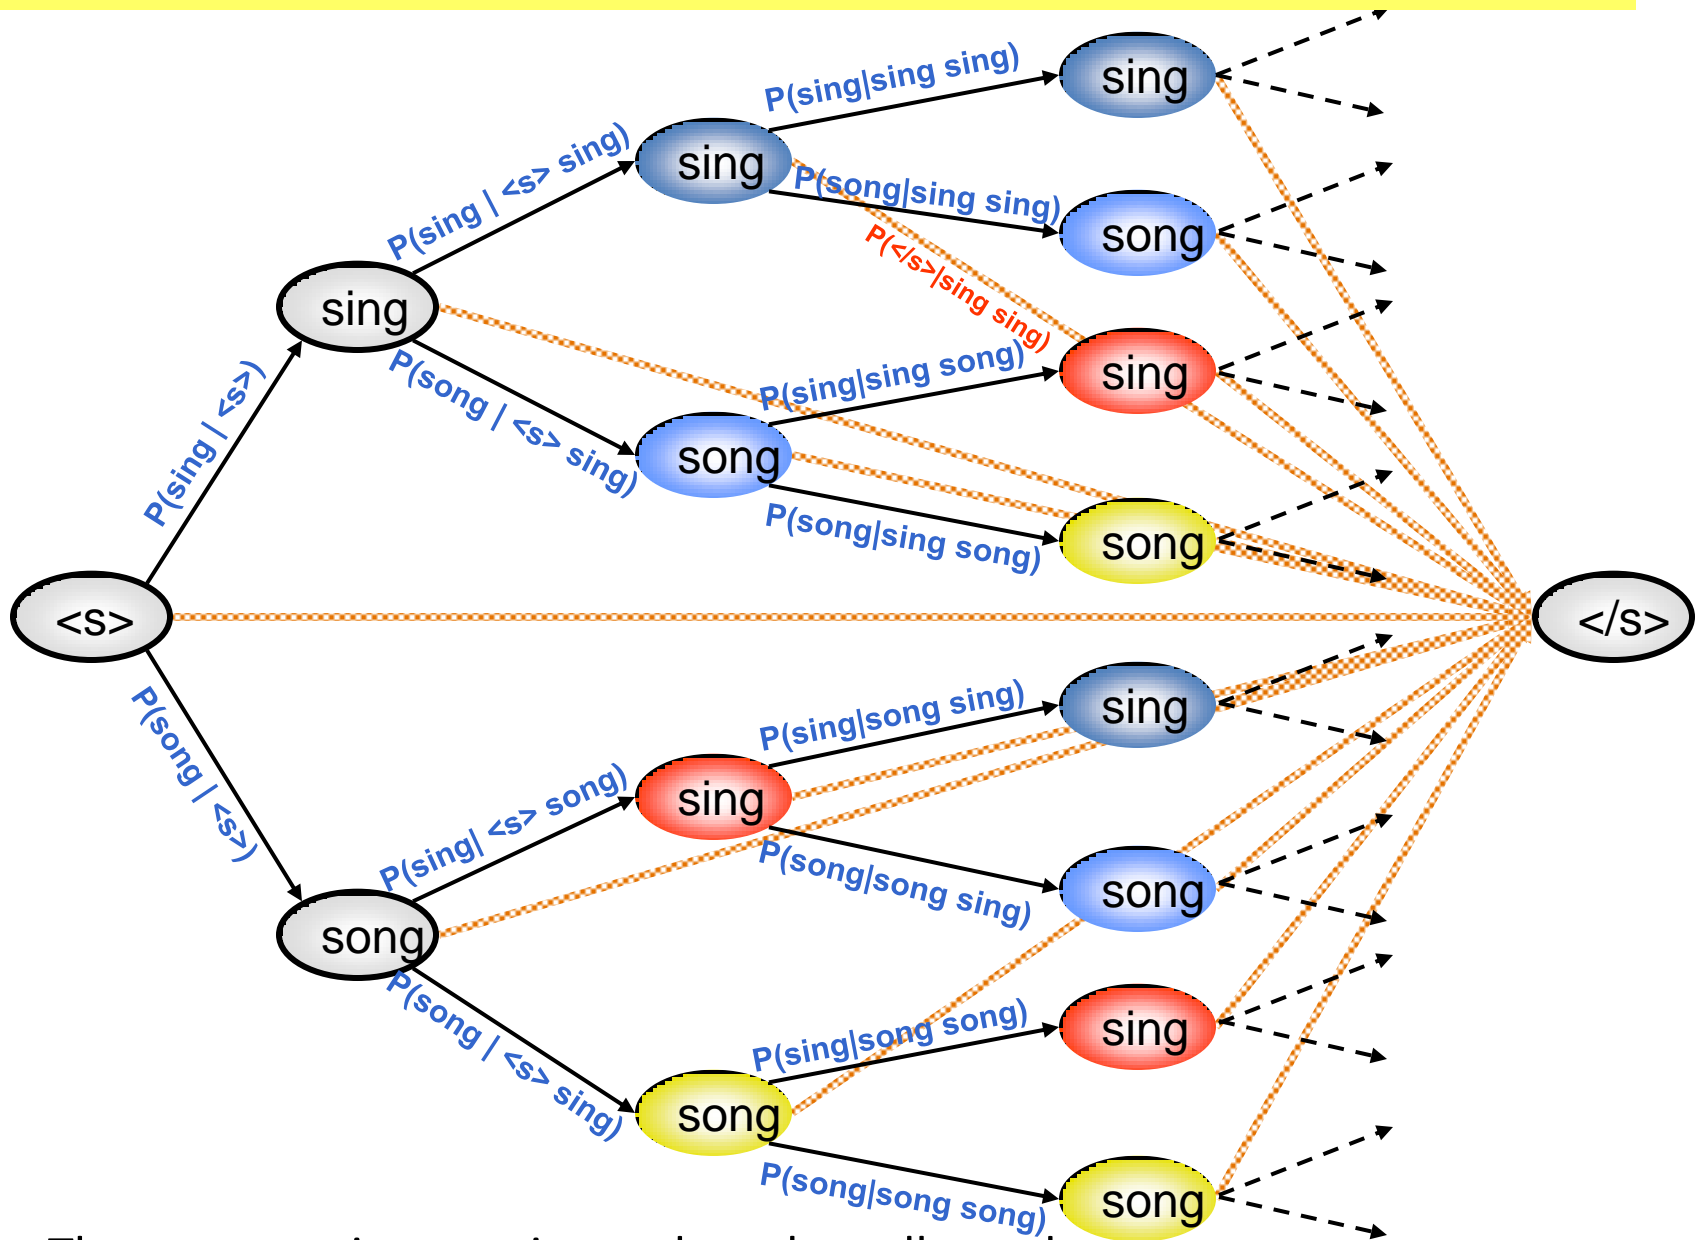 sing
P(sing|sing sing)
sing
P(sing | <s> sing)
P(song|sing sing)
song
P(</s>|sing sing)
sing
sing
P(sing|sing song)
P(song | <s> sing)
P(sing | <s>)
song
P(song|sing song)
song
<s>
</s>
P(song | <s>)
P(sing|song sing)
sing
P(sing| <s> song)
sing
P(song|song sing)
song
song
P(song | <s> sing)
P(sing|song song)
sing
song
P(song|song song)
song